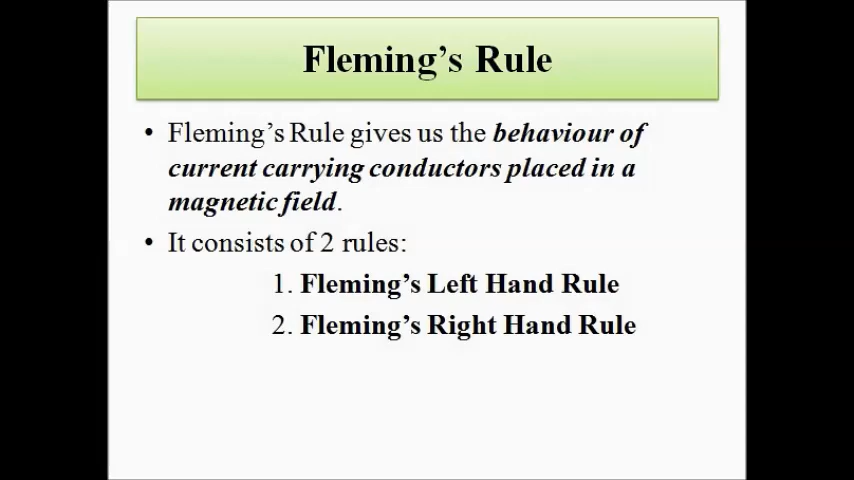 Fleming’s Rule
• Fleming’s Rule gives us the behaviour of
current carrying conductors placed in a
magnetic field.
• It consists of 2 rules:
1. Fleming’s Left Hand Rule
2. Fleming’s Right Hand Rule